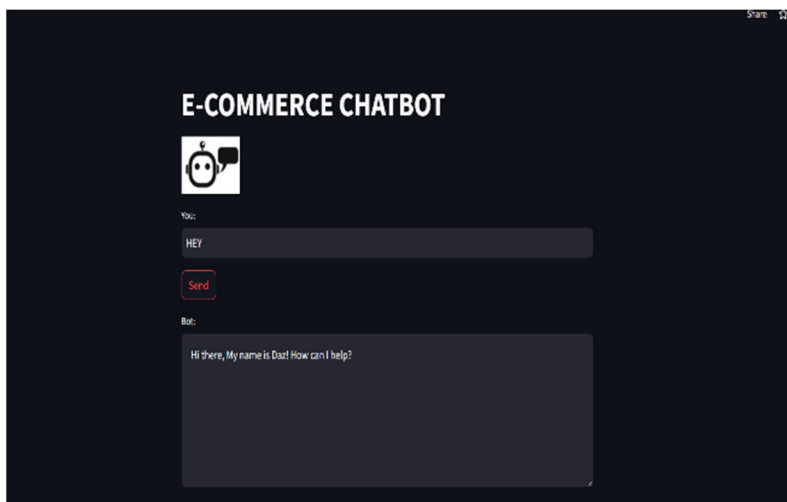 Share
E-COMMERCE CHATBOT
You:
HEY
Send
Bot:
Hi there, My name is Daz! How can I help?